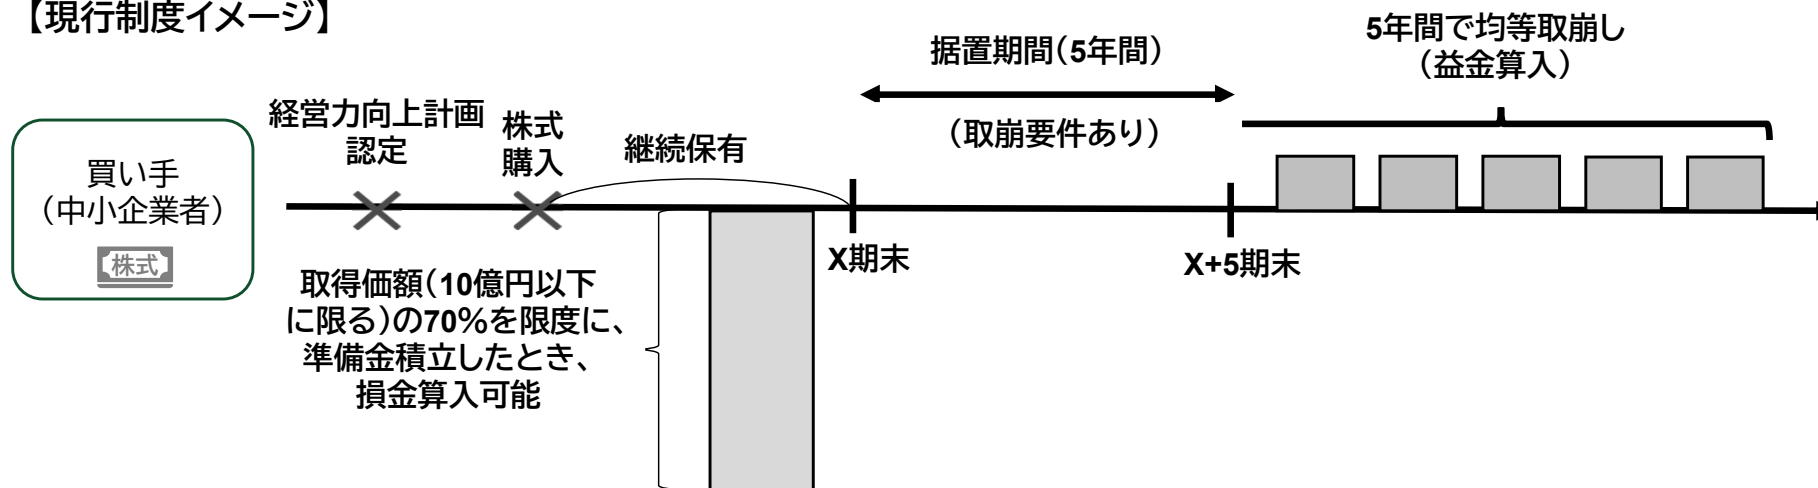 【現行制度イメージ】
5年間で均等取崩し
（益金算入）
据置期間（5年間）
（取崩要件あり）
経営力向上計画
認定
株式
購入
継続保有
買い手
（中小企業者）
株式
X期末
X+5期末
取得価額（10億円以下
に限る）の70％を限度に、
準備金積立したとき、
損金算入可能